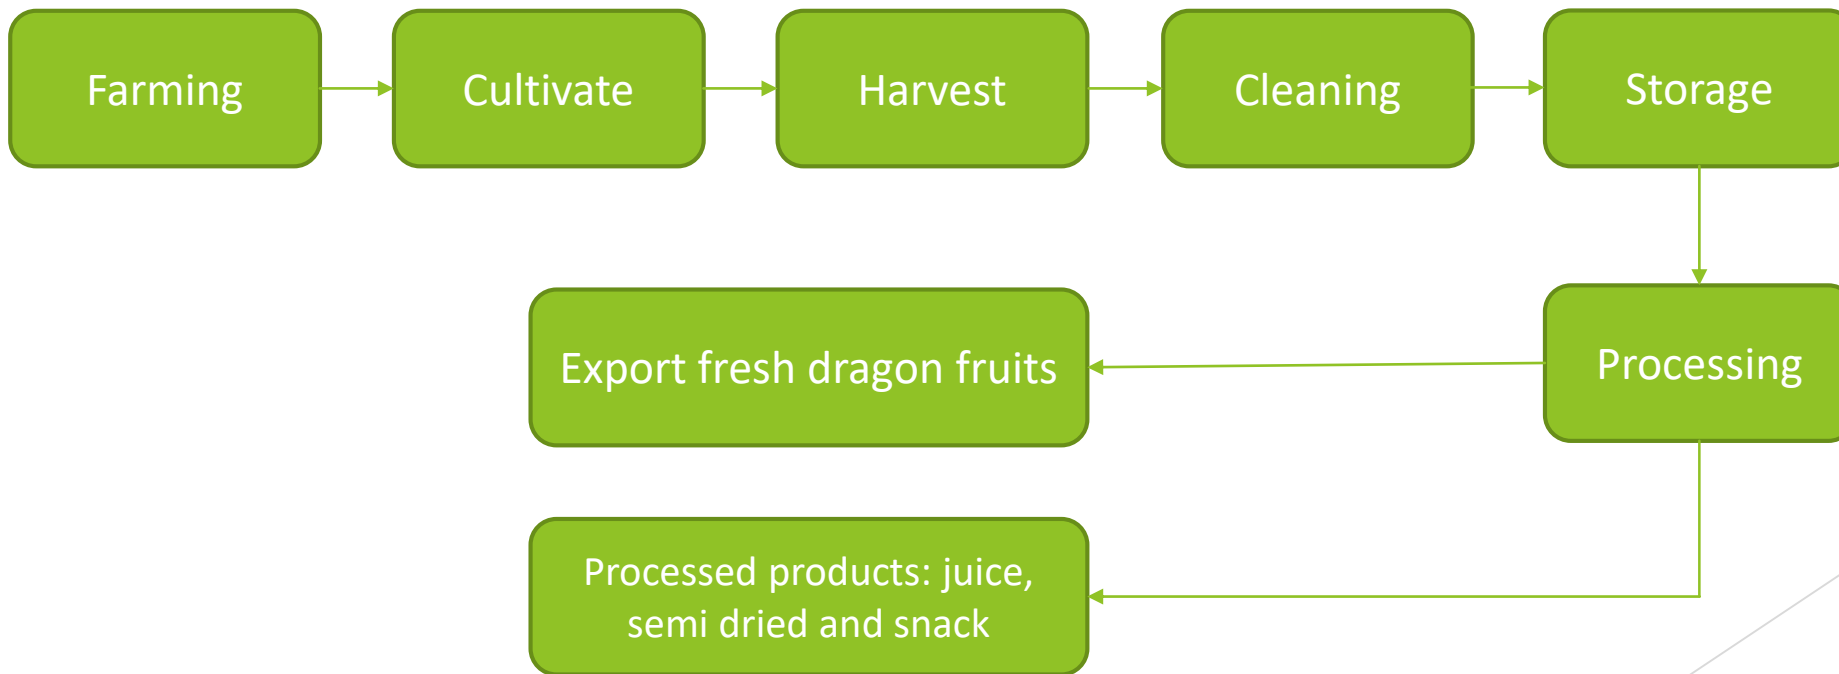 Farming
Cultivate
Harvest
Cleaning
Storage
Processing
Export fresh dragon fruits
Processed products: juice,
semi dried and snack